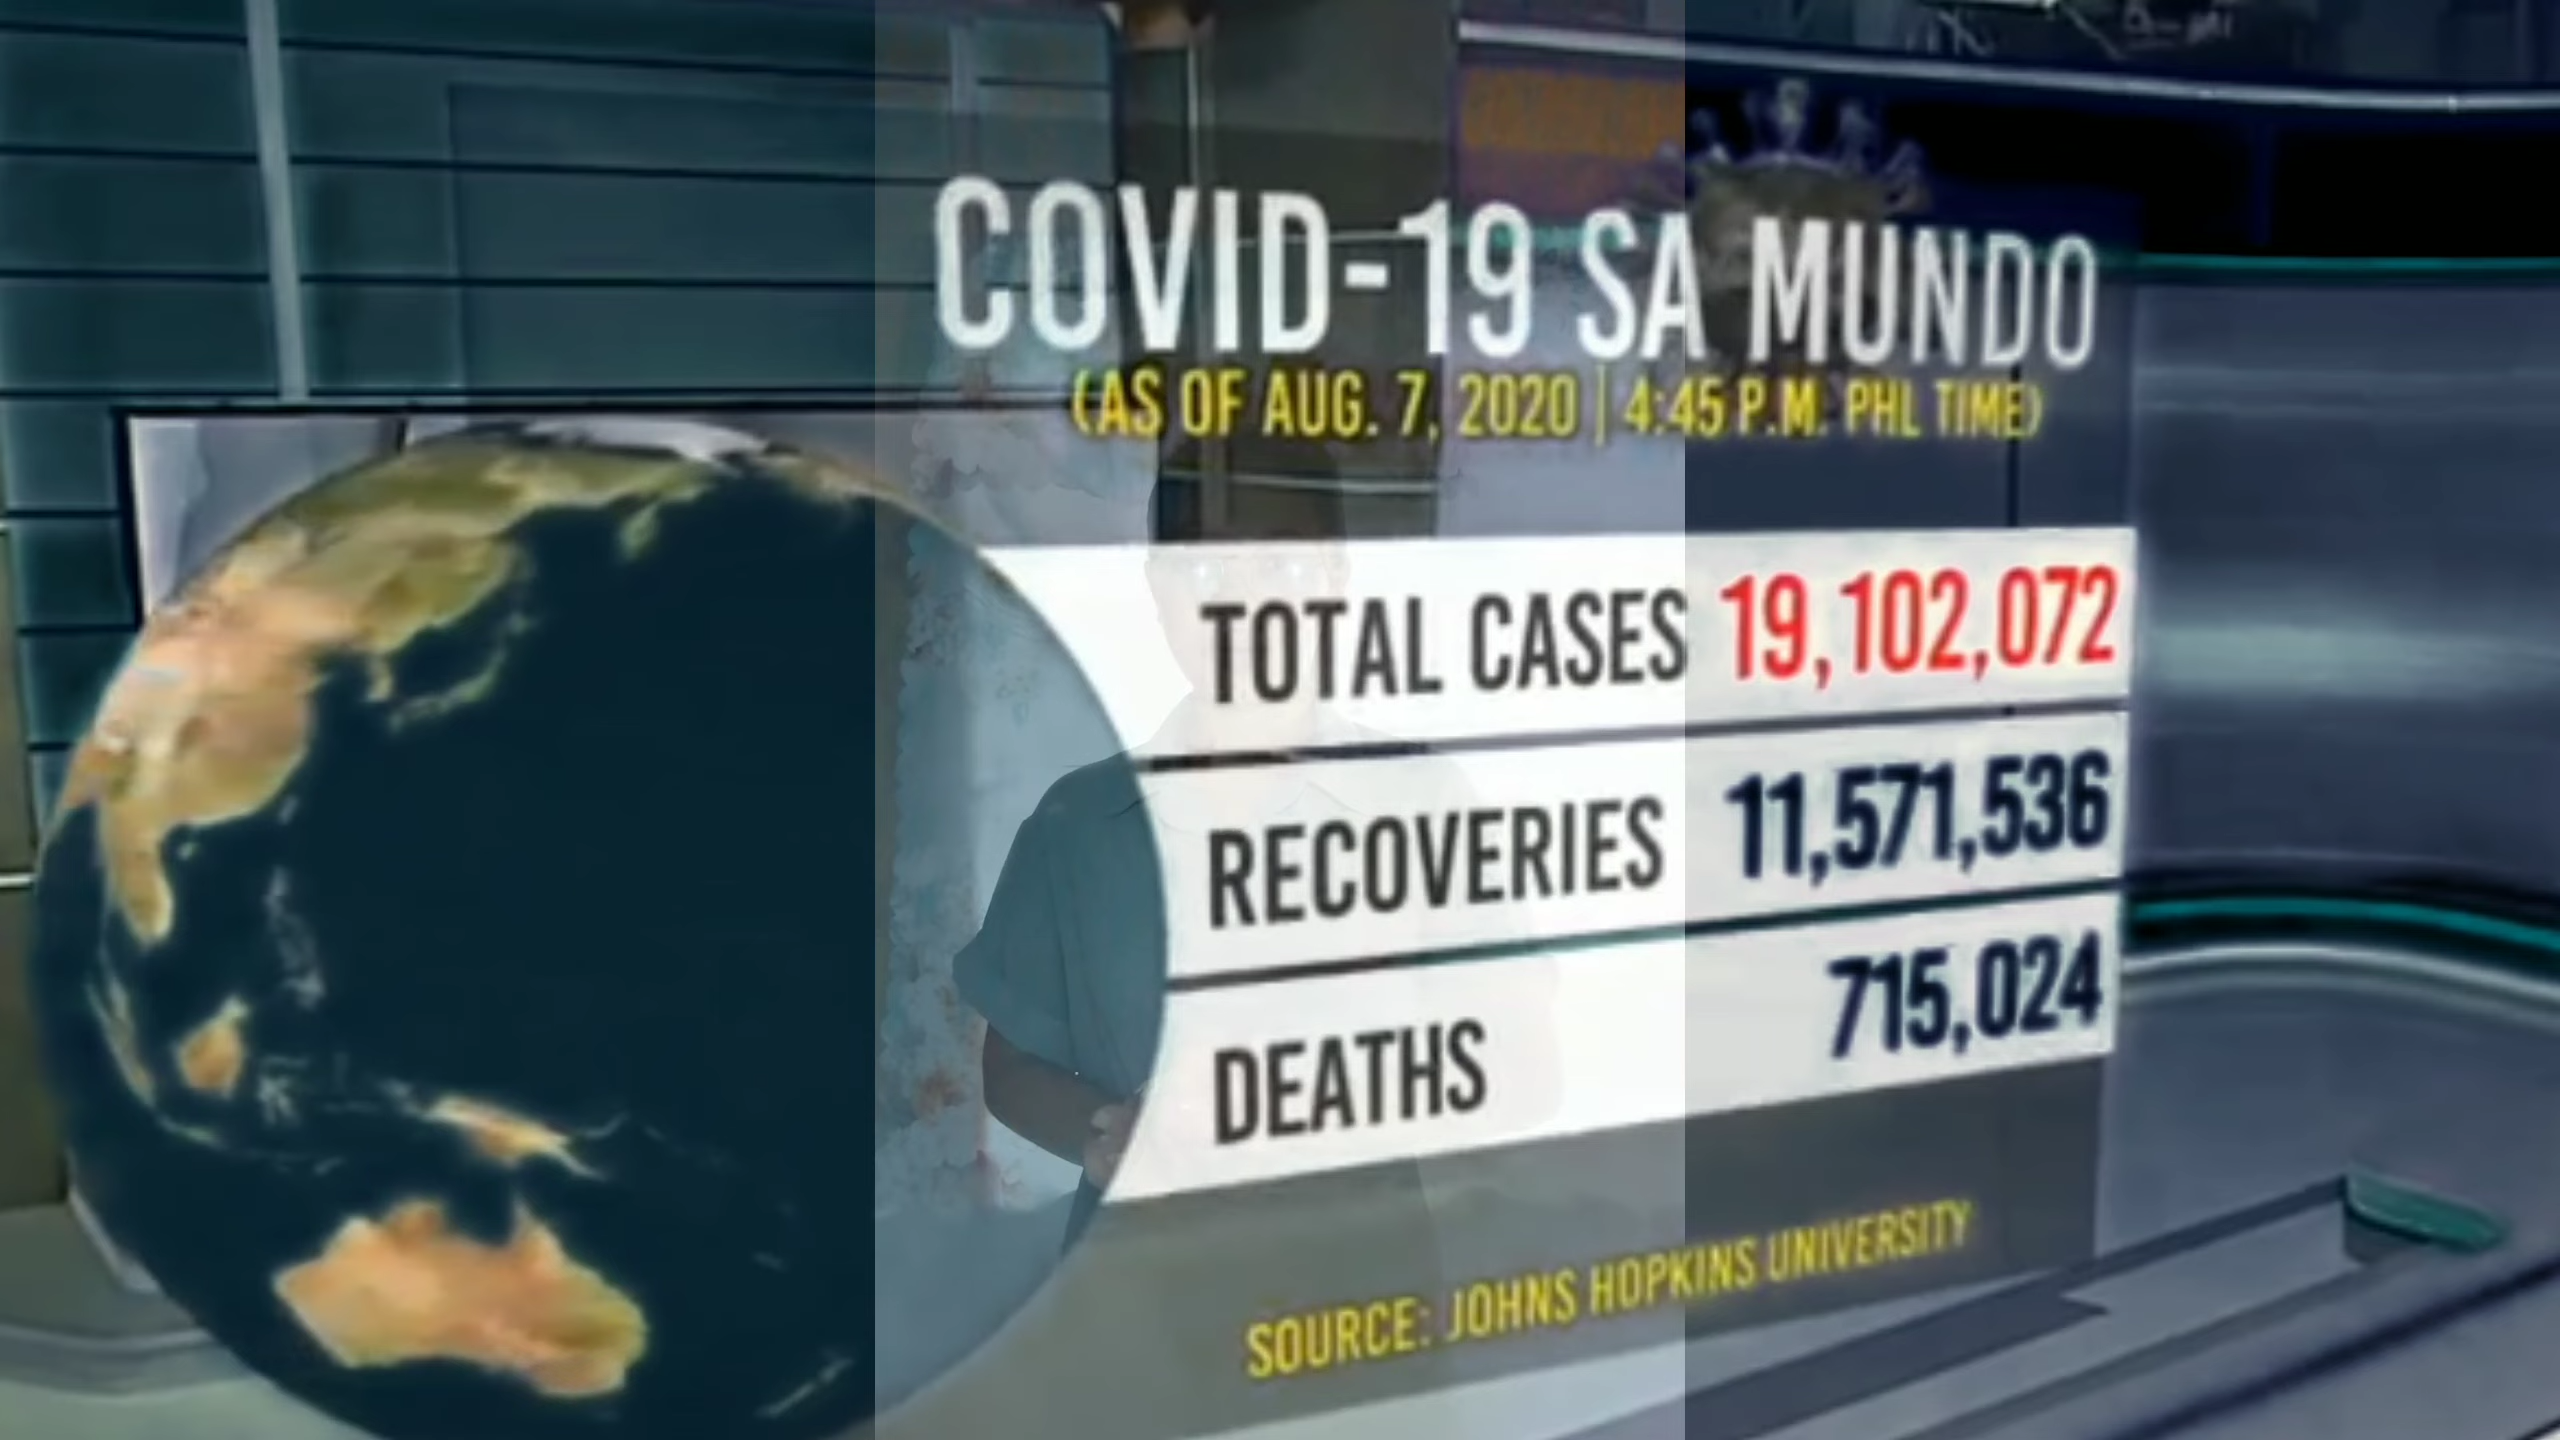 COVID-19 SA MUNDO
(AS OF AUG. 7, 2020 | 4:45 P.M. PHL TIME)
TOTAL CASES 19,102,072
RECOVERIES 11,571,536
DEATHS 715,024
SOURCE: JOHNS HOPKINS UNIVERSITY